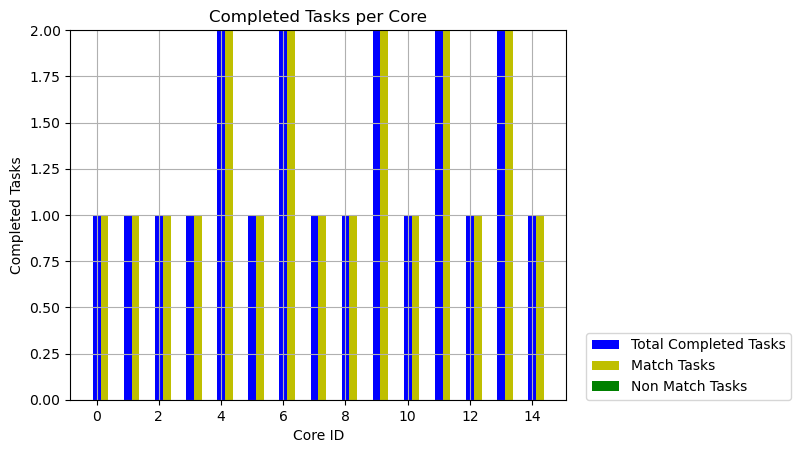 Completed Tasks per Core
2.00
1.75
1.50
1.25
1.00
0.75
0.50
0.25
0.00
Completed Tasks
0 2 4 6 8 10 12 14
Core ID
Total Completed Tasks
Match Tasks
Non Match Tasks